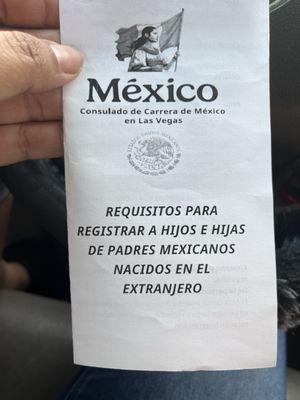 México
Consulado de Carrera de México
en Las Vegas
REQUISITOS PARA
REGISTRAR A HIJOS E HIJAS
DE PADRES MEXICANOS
NACIDOS EN EL
EXTRANJERO